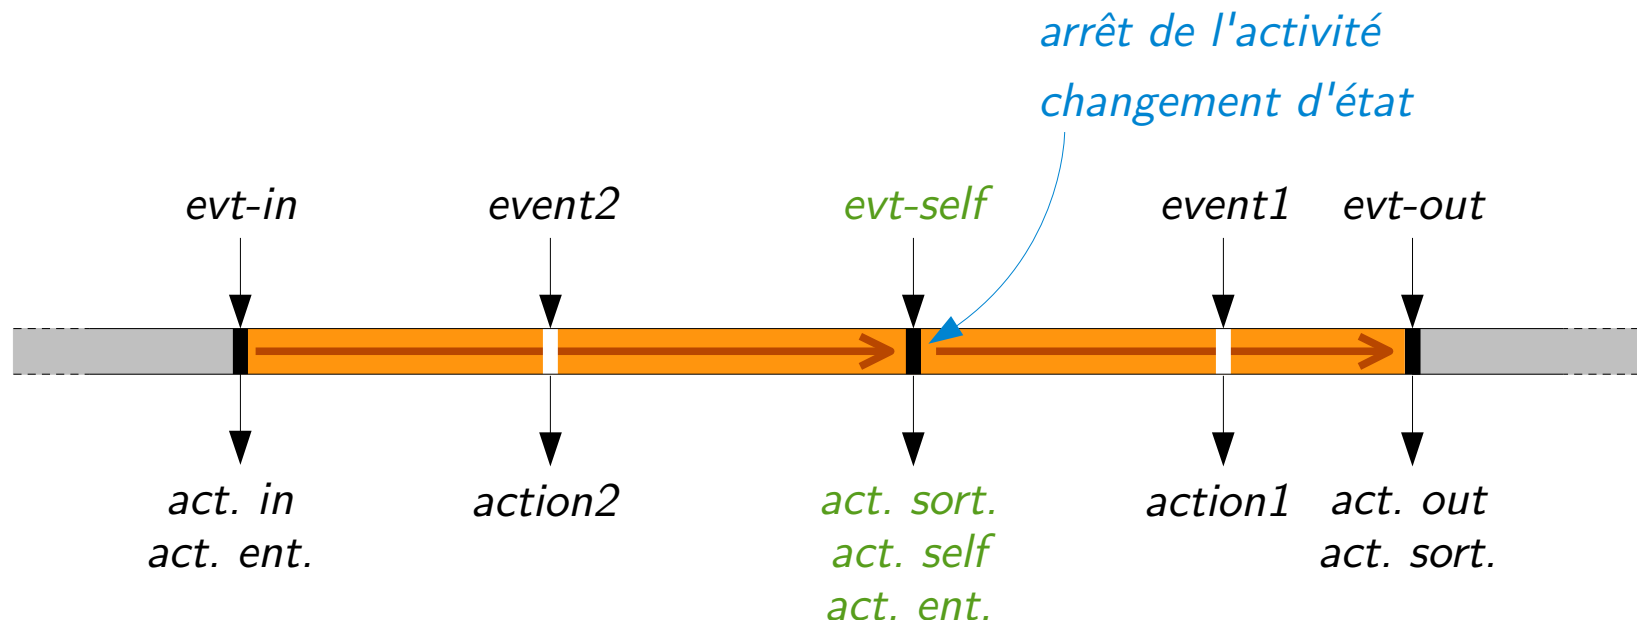 arrêt de l'activité
changement d'état
evt-in event2 evt-self event1 evt-out
act. in action2 act. sort. action1 act. out
act. ent. act. self act. sort.
act. ent.